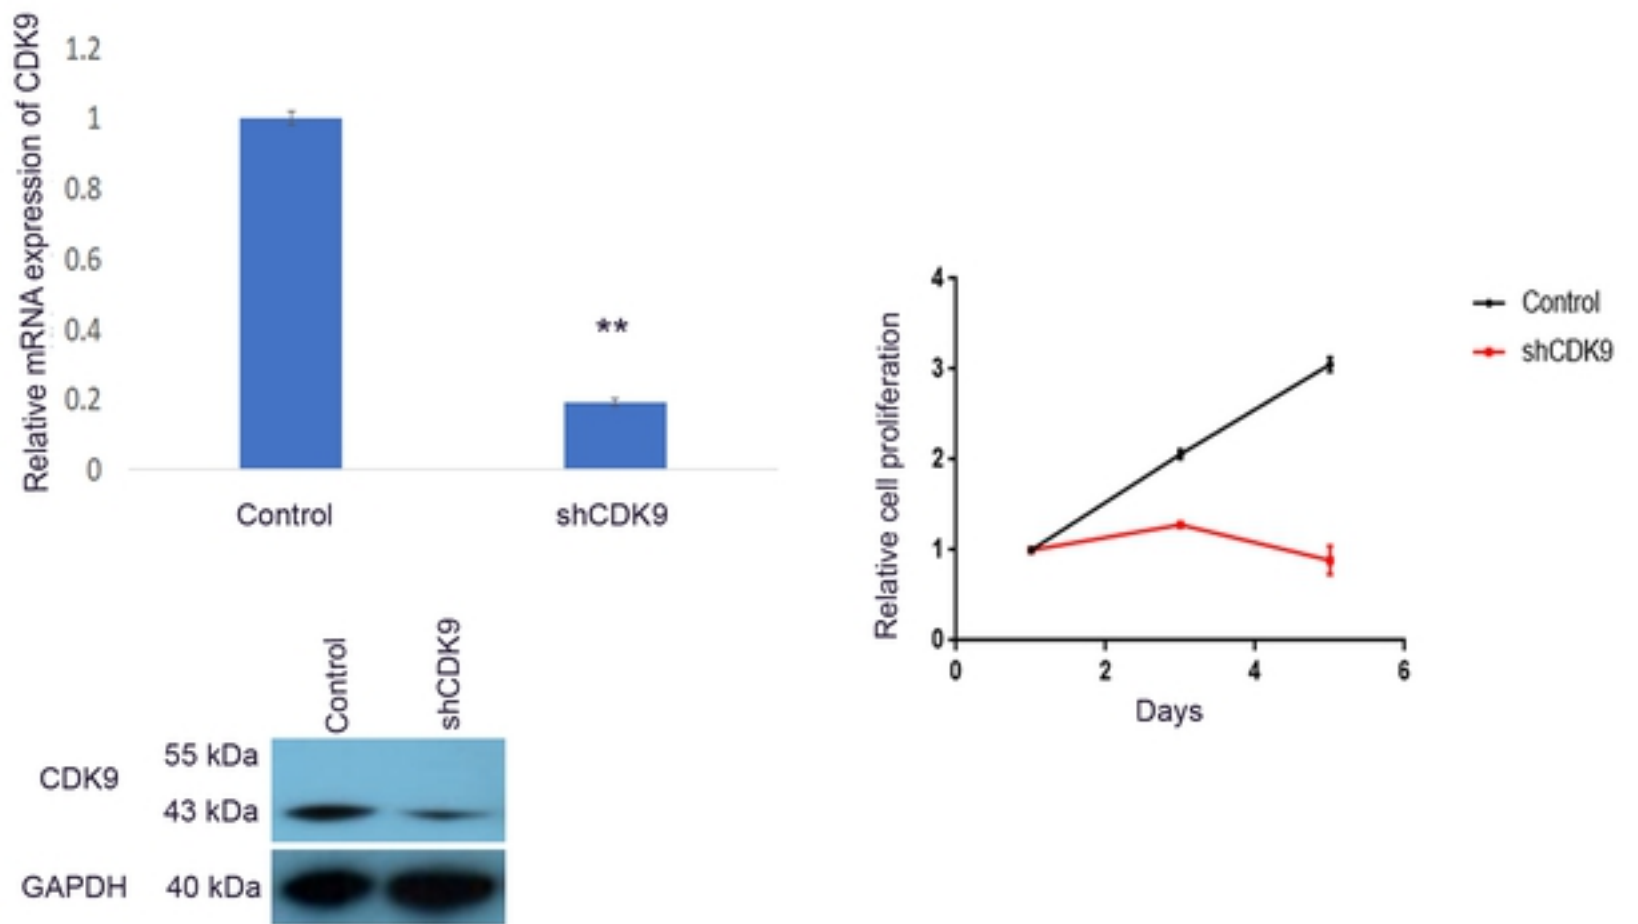 Relative mRNA expression of CDK9
1.2
1
0.8
0.6
0.4
0.2
0
**
Control
shCDK9
Relative cell proliferation
4
3
2
1
0
0
2
4
6
Days
Control
shCDK9
Control
shCDK9
CDK9
55 kDa
43 kDa
GAPDH
40 kDa